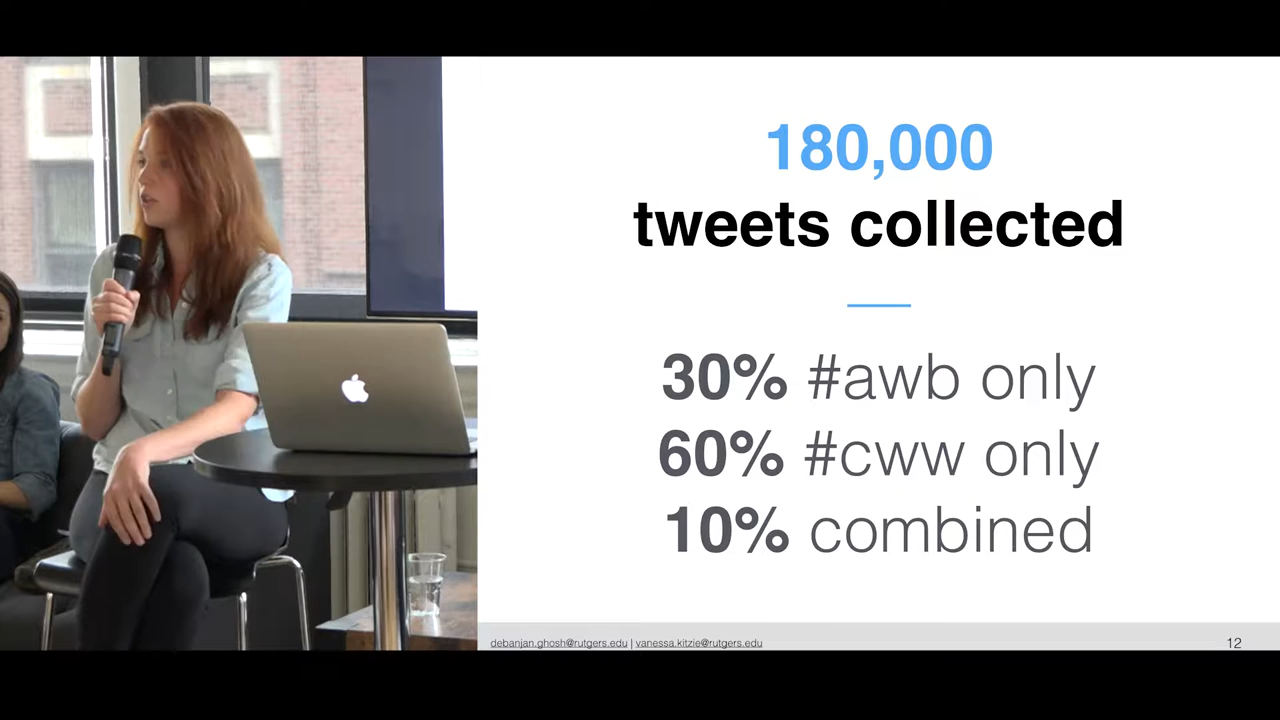 180,000
tweets collected
30% #awb only
60% #cww only
10% combined
debanjan.ghosh@rutgers.edu | vanessa.kitzie@rutgers.edu
12